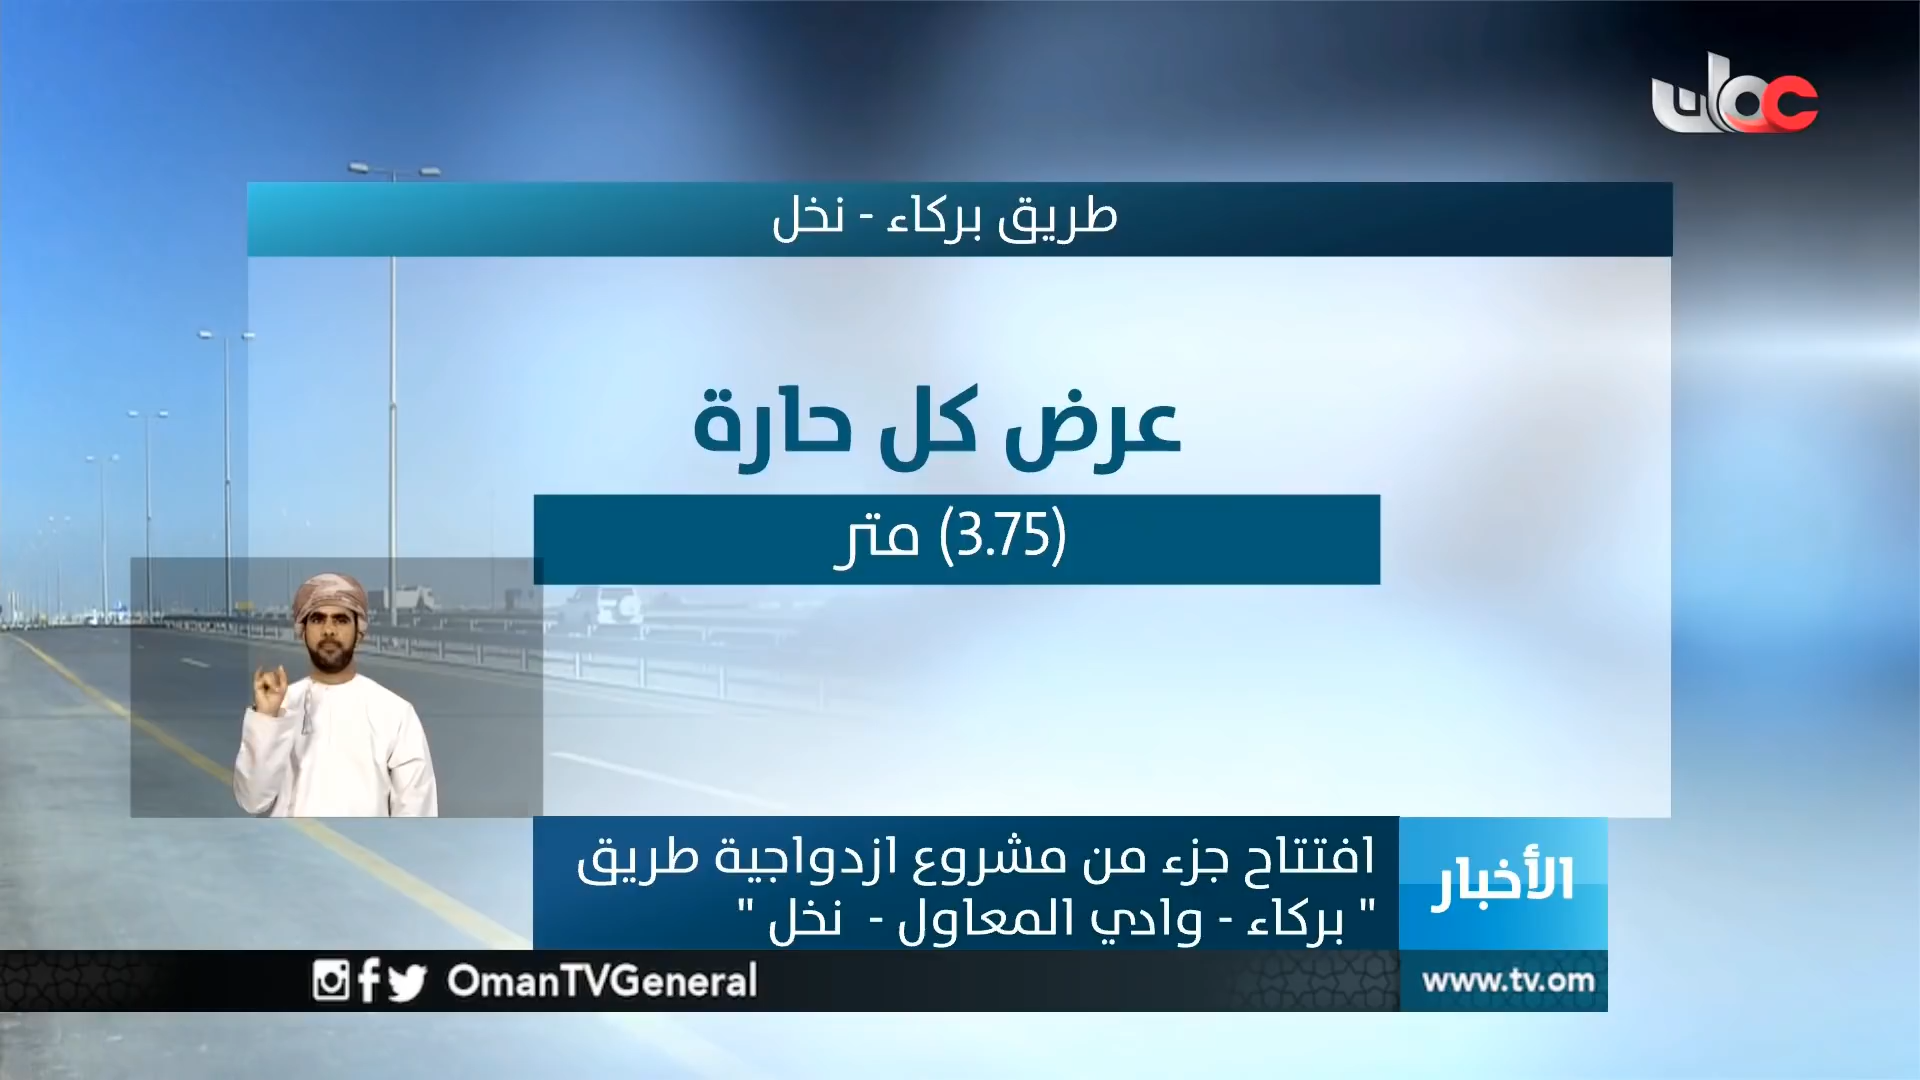 عمان
طريق بركاء - نخل
عرض كل حارة
(3.75) متر
الأخبار
افتتاح جزء من مشروع ازدواجية طريق
" بركاء - وادي المعاول - نخل "
OmanTVGeneral
www.tv.om